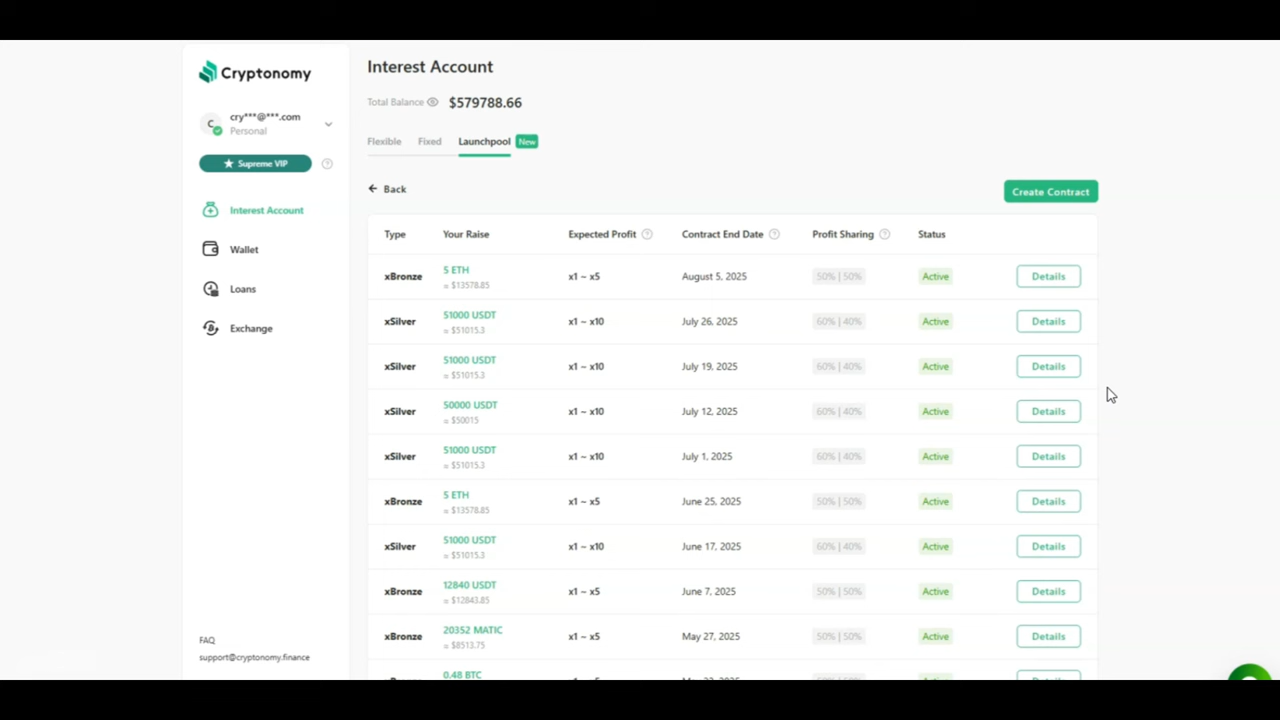 Cryptonomy
Interest Account
Total Balance $579788.66
C cry***@***.com
Personal
Flexible Fixed Launchpool New
Supreme VIP
Back
Create Contract
Interest Account
Wallet
Loans
Exchange
Type Your Raise Expected Profit Contract End Date Profit Sharing Status
xBronze 5 ETH x1 ~ x5 August 5, 2025 50% | 50% Active Details
≈ $13578.85
xSilver 51000 USDT x1 ~ x10 July 26, 2025 60% | 40% Active Details
≈ $51015.3
xSilver 51000 USDT x1 ~ x10 July 19, 2025 60% | 40% Active Details
≈ $51015.3
xSilver 50000 USDT x1 ~ x10 July 12, 2025 60% | 40% Active Details
≈ $50015
xSilver 51000 USDT x1 ~ x10 July 1, 2025 60% | 40% Active Details
≈ $51015.3
xBronze 5 ETH x1 ~ x5 June 25, 2025 50% | 50% Active Details
≈ $13578.85
xSilver 51000 USDT x1 ~ x10 June 17, 2025 60% | 40% Active Details
≈ $51015.3
xBronze 12840 USDT x1 ~ x5 June 7, 2025 50% | 50% Active Details
≈ $12843.85
xBronze 20352 MATIC x1 ~ x5 May 27, 2025 50% | 50% Active Details
≈ $8513.75
0.48 BTC
FAQ
support@cryptonomy.finance